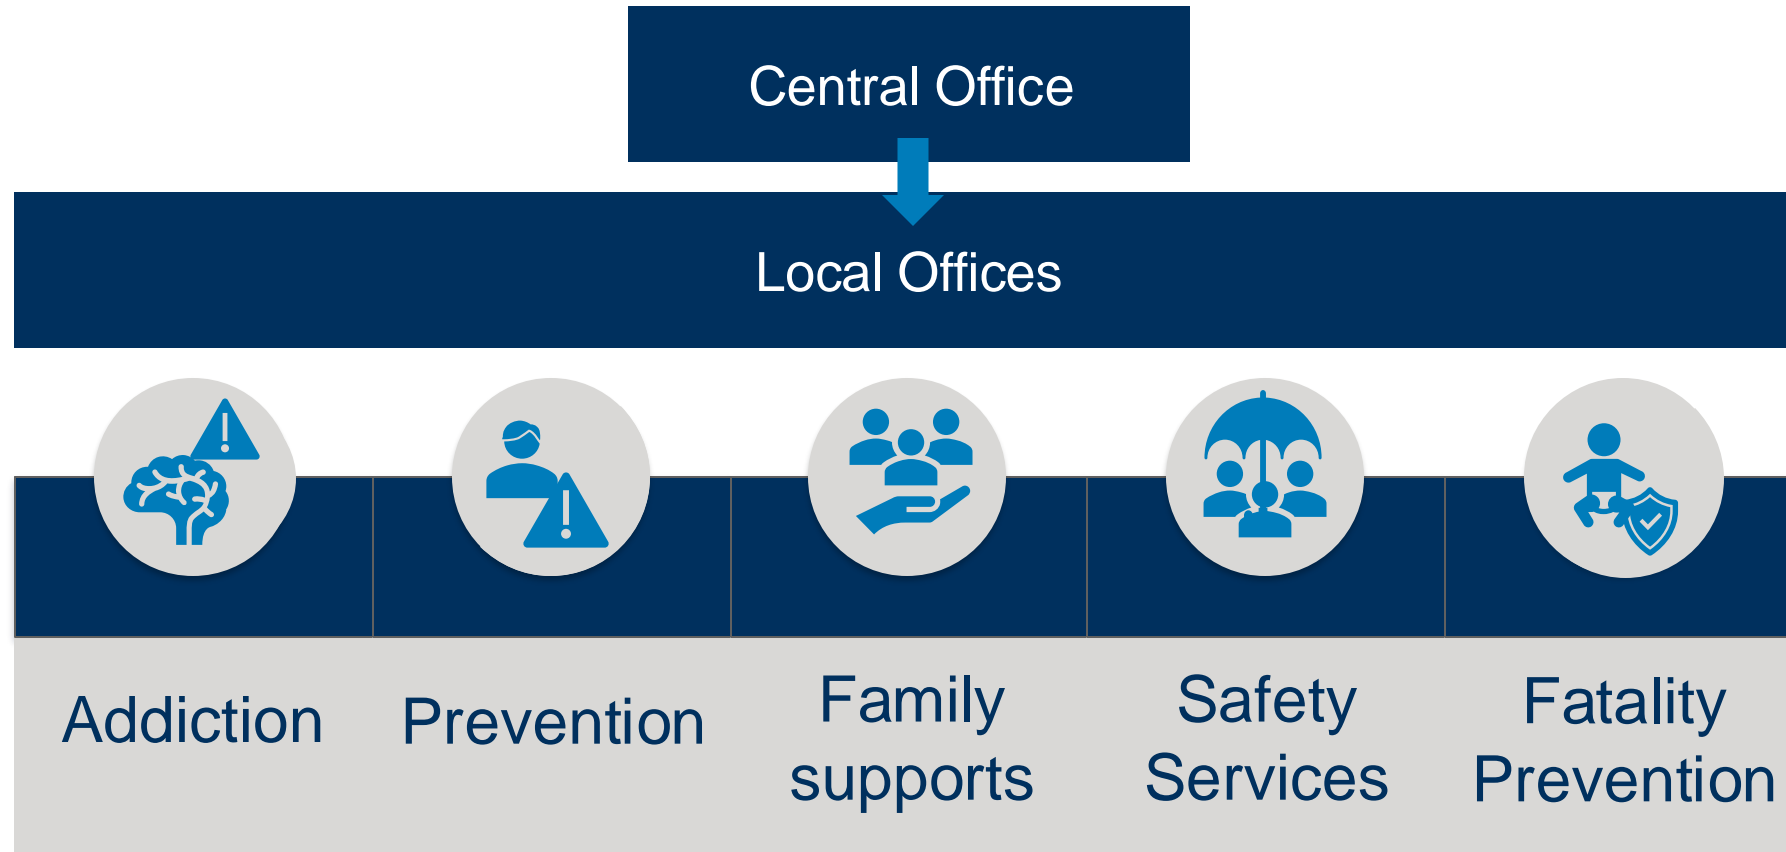 Central Office
Local Offices
Addiction
Prevention
Family
supports
Safety
Services
Fatality
Prevention